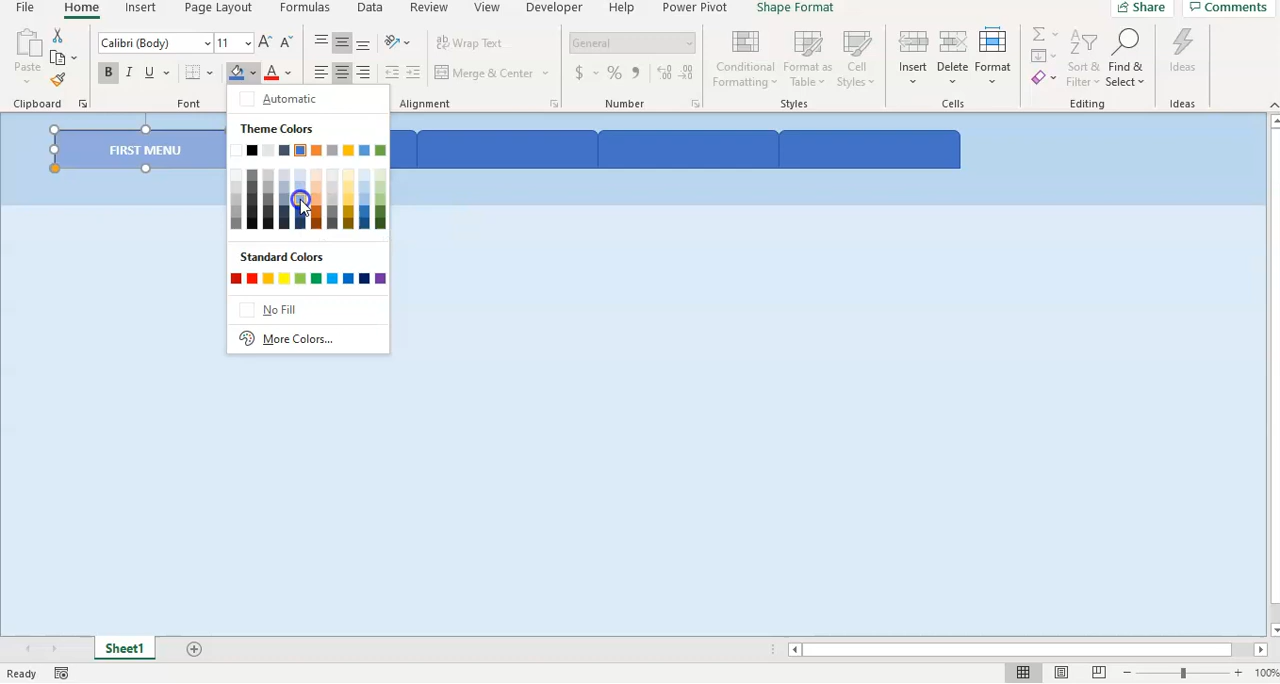 File Home Insert Page Layout Formulas Data Review View Developer Help Power Pivot Shape Format Share Comments
Calibri (Body) 11 A A Wrap Text General
Paste B I U A Merge & Center $ % Conditional Formatting Format as Table Cell Styles Insert Delete Format Sort & Filter Find & Select Ideas
Clipboard Font Alignment Number Styles Cells Editing Ideas
Automatic
Theme Colors
FIRST MENU
Standard Colors
No Fill
More Colors...
Sheet1
Ready 100%